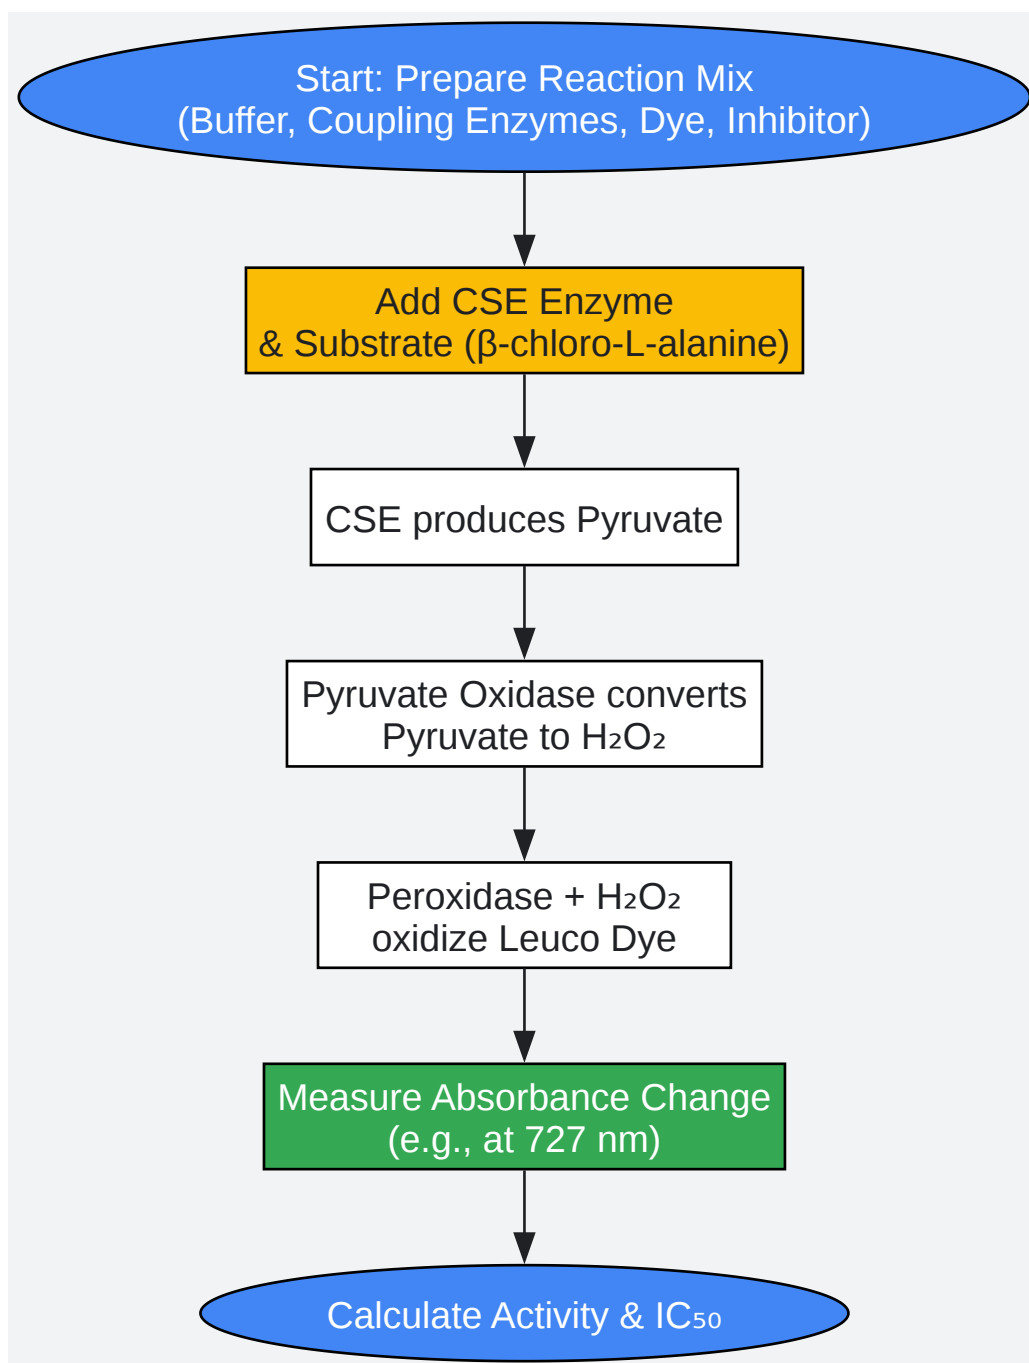 Start: Prepare Reaction Mix
(Buffer, Coupling Enzymes, Dye, Inhibitor)
Add CSE Enzyme
& Substrate (β-chloro-L-alanine)
CSE produces Pyruvate
Pyruvate Oxidase converts
Pyruvate to H₂O₂
Peroxidase + H₂O₂
oxidize Leuco Dye
Measure Absorbance Change
(e.g., at 727 nm)
Calculate Activity & IC₅₀